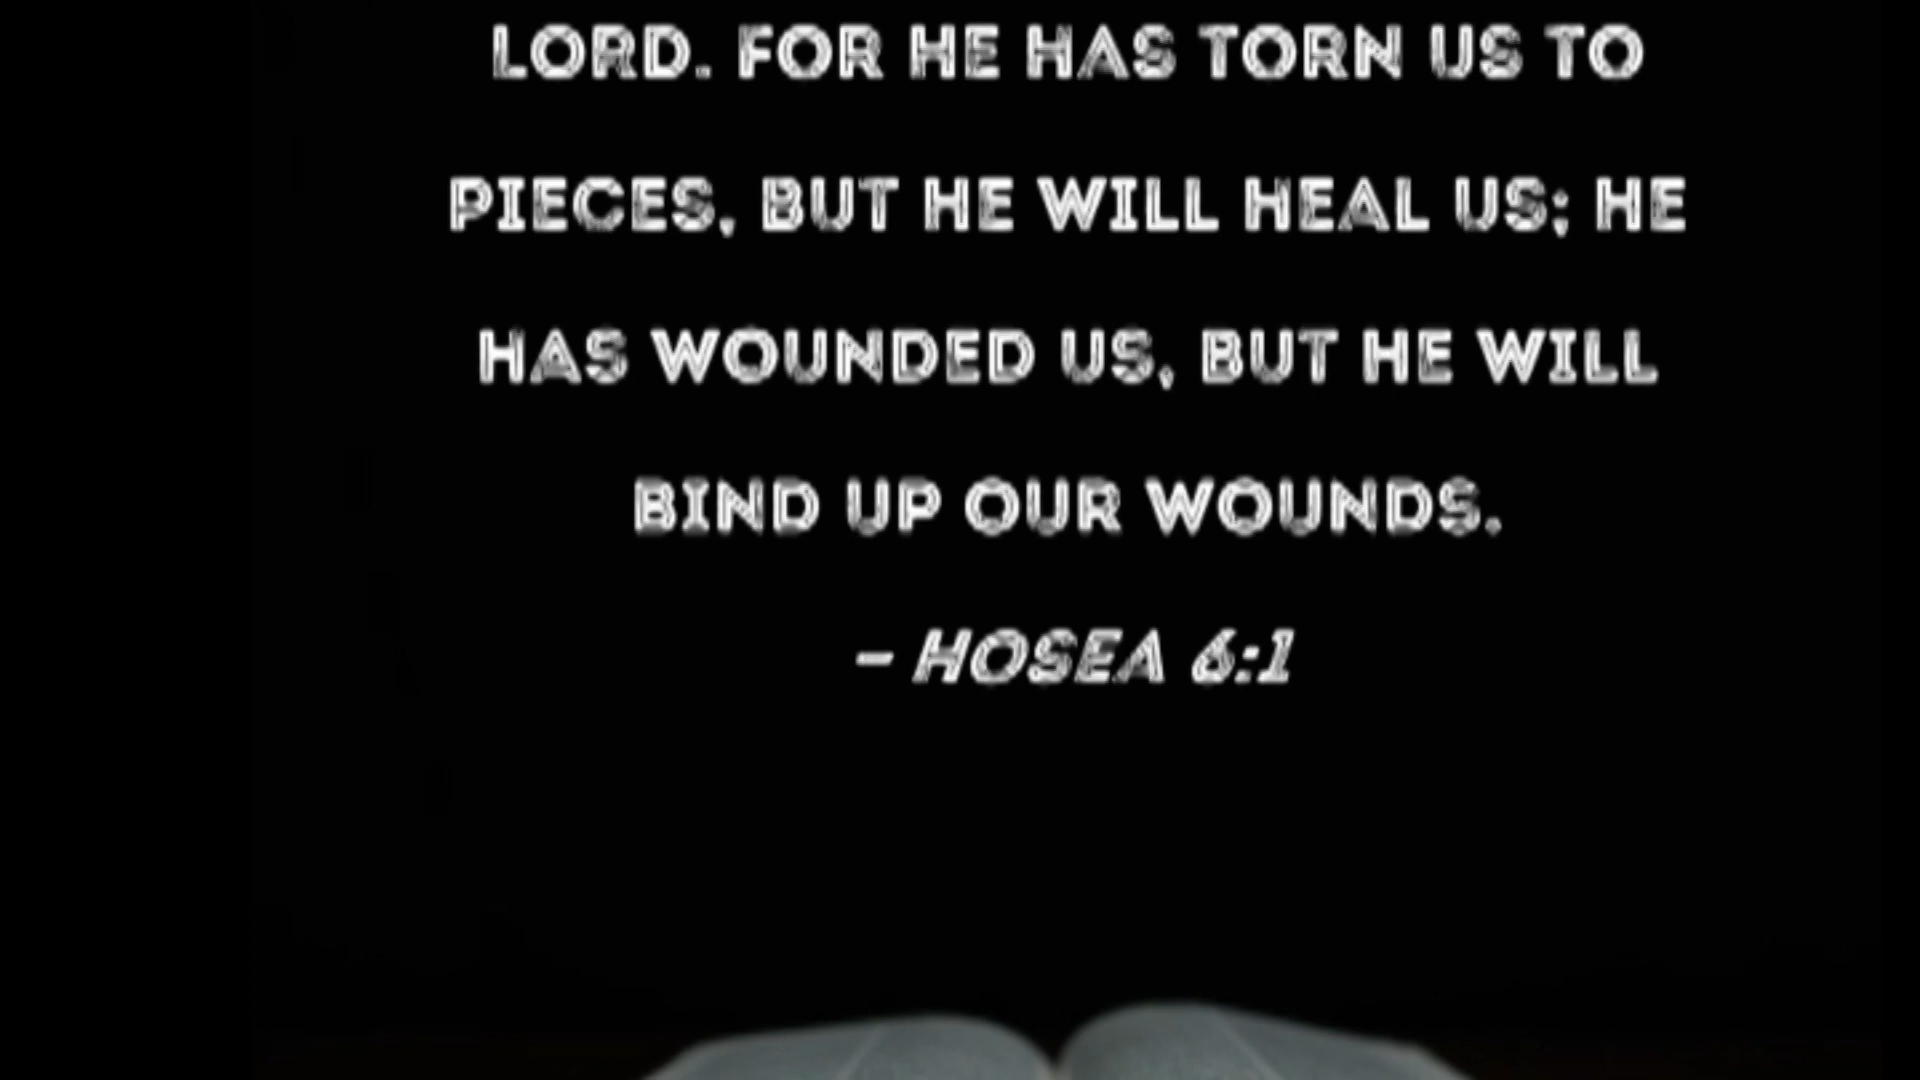 LORD. FOR HE HAS TORN US TO
PIECES, BUT HE WILL HEAL US; HE
HAS WOUNDED US, BUT HE WILL
BIND UP OUR WOUNDS.
– HOSEA 6:1